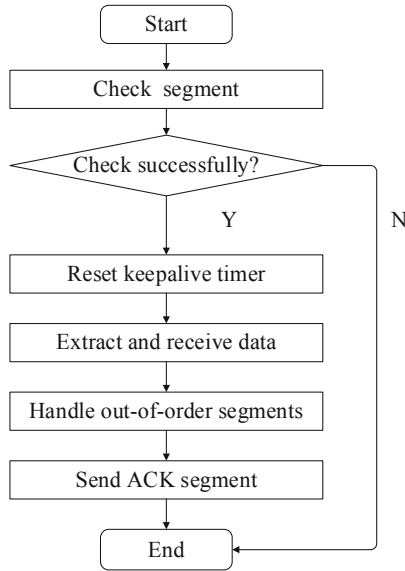 Start
Check segment
Check successfully?
Y
N
Reset keepalive timer
Extract and receive data
Handle out-of-order segments
Send ACK segment
End